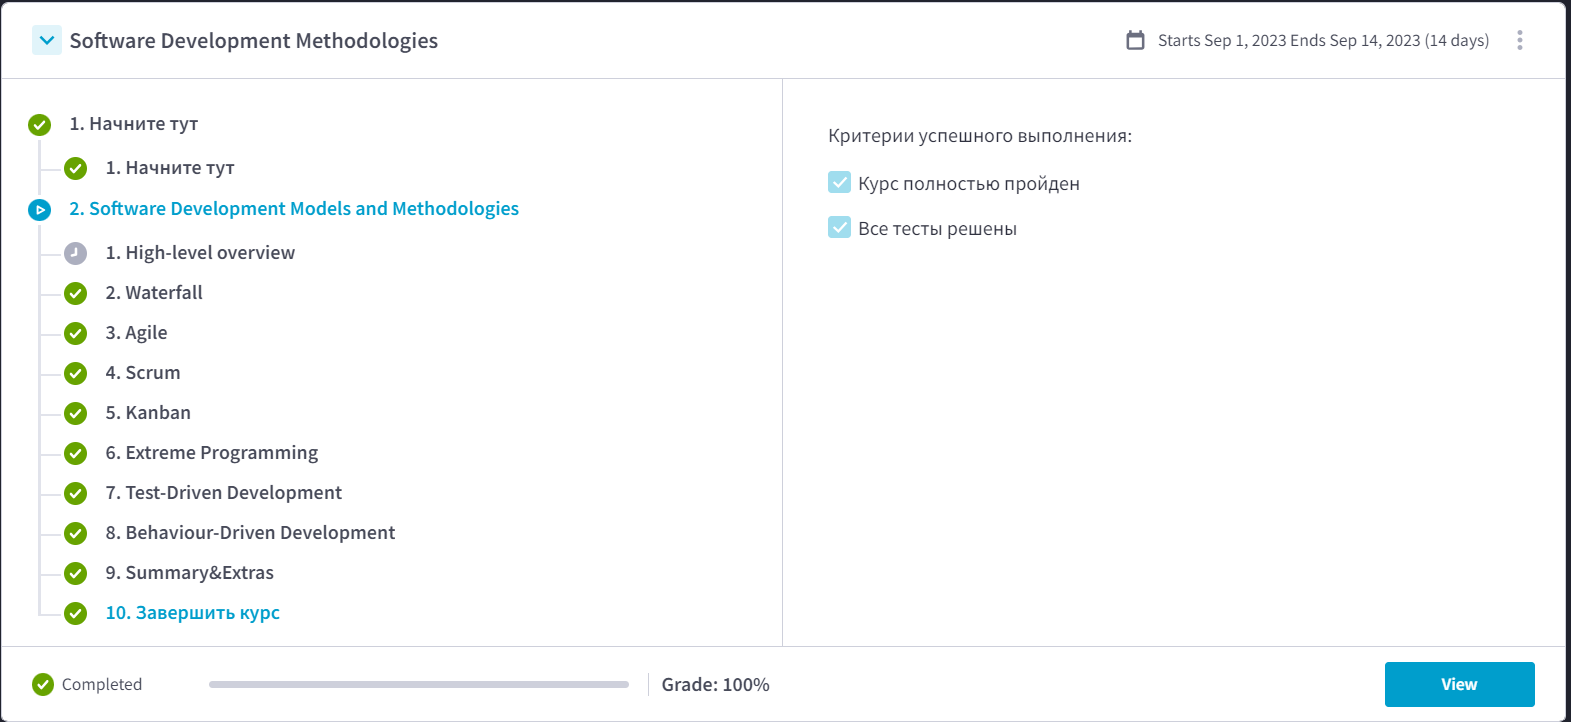 Software Development Methodologies
Starts Sep 1, 2023 Ends Sep 14, 2023 (14 days)
1. Начните тут
1. Начните тут
2. Software Development Models and Methodologies
1. High-level overview
2. Waterfall
3. Agile
4. Scrum
5. Kanban
6. Extreme Programming
7. Test-Driven Development
8. Behaviour-Driven Development
9. Summary&Extras
10. Завершить курс
Критерии успешного выполнения:
Курс полностью пройден
Все тесты решены
Completed
Grade: 100%
View